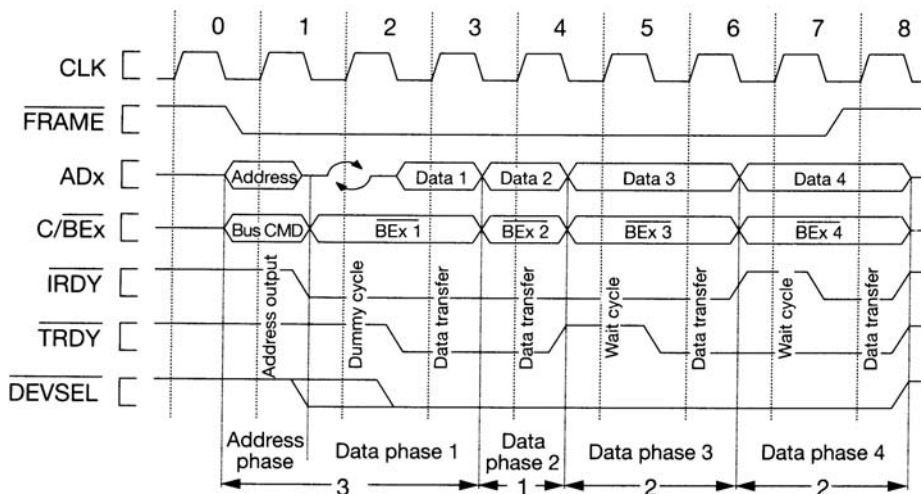 0 1 2 3 4 5 6 7 8
CLK
FRAME
ADx Address Data 1 Data 2 Data 3 Data 4
C/BEx Bus CMD BEx 1 BEx 2 BEx 3 BEx 4
IRDY
TRDY
DEVSEL
Address output
Dummy cycle
Data transfer
Data transfer
Wait cycle
Data transfer
Wait cycle
Data transfer
Address
phase
Data phase 1
Data
phase 2
Data phase 3
Data phase 4
3 1 2 2